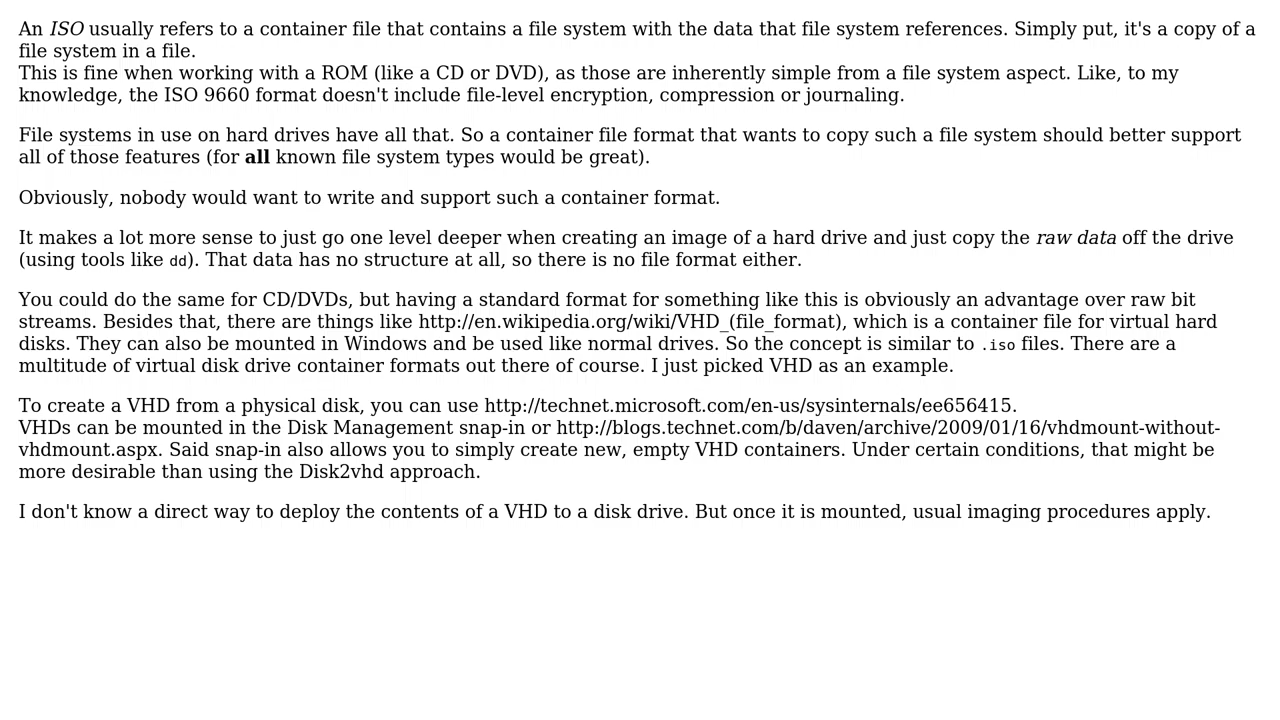 An ISO usually refers to a container file that contains a file system with the data that file system references. Simply put, it's a copy of a
file system in a file.
This is fine when working with a ROM (like a CD or DVD), as those are inherently simple from a file system aspect. Like, to my
knowledge, the ISO 9660 format doesn't include file-level encryption, compression or journaling.
File systems in use on hard drives have all that. So a container file format that wants to copy such a file system should better support
all of those features (for all known file system types would be great).
Obviously, nobody would want to write and support such a container format.
It makes a lot more sense to just go one level deeper when creating an image of a hard drive and just copy the raw data off the drive
(using tools like dd). That data has no structure at all, so there is no file format either.
You could do the same for CD/DVDs, but having a standard format for something like this is obviously an advantage over raw bit
streams. Besides that, there are things like http://en.wikipedia.org/wiki/VHD_(file_format), which is a container file for virtual hard
disks. They can also be mounted in Windows and be used like normal drives. So the concept is similar to .iso files. There are a
multitude of virtual disk drive container formats out there of course. I just picked VHD as an example.
To create a VHD from a physical disk, you can use http://technet.microsoft.com/en-us/sysinternals/ee656415.
VHDs can be mounted in the Disk Management snap-in or http://blogs.technet.com/b/daven/archive/2009/01/16/vhdmount-without-
vhdmount.aspx. Said snap-in also allows you to simply create new, empty VHD containers. Under certain conditions, that might be
more desirable than using the Disk2vhd approach.
I don't know a direct way to deploy the contents of a VHD to a disk drive. But once it is mounted, usual imaging procedures apply.